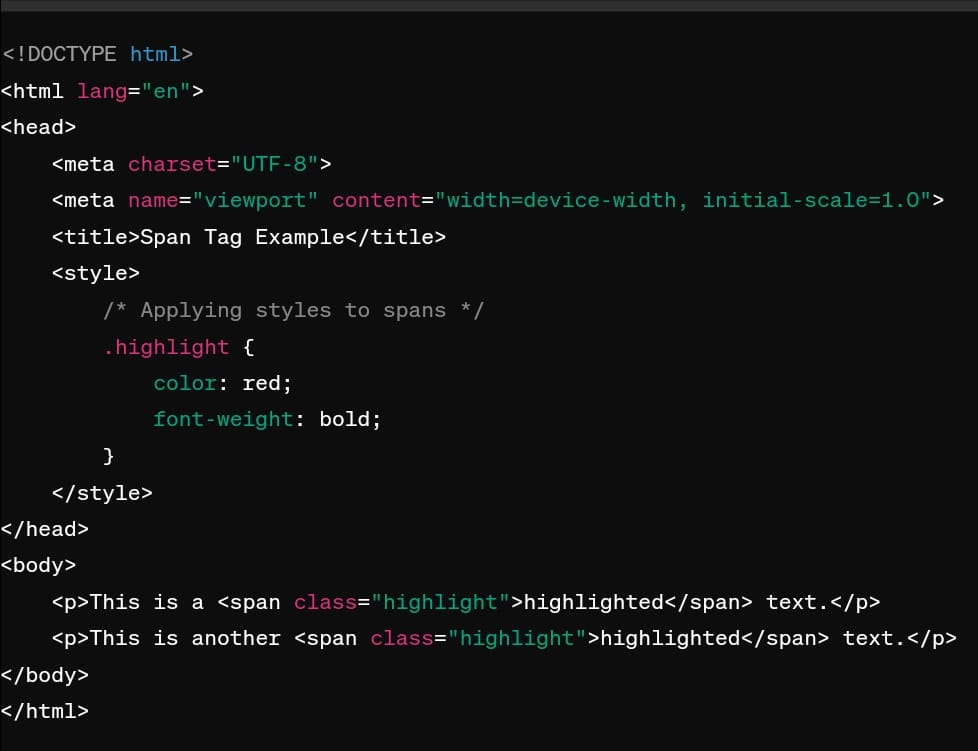 <!DOCTYPE html>
<html lang="en">
<head>
    <meta charset="UTF-8">
    <meta name="viewport" content="width=device-width, initial-scale=1.0">
    <title>Span Tag Example</title>
    <style>
        /* Applying styles to spans */
        .highlight {
            color: red;
            font-weight: bold;
        }
    </style>
</head>
<body>
    <p>This is a <span class="highlight">highlighted</span> text.</p>
    <p>This is another <span class="highlight">highlighted</span> text.</p>
</body>
</html>